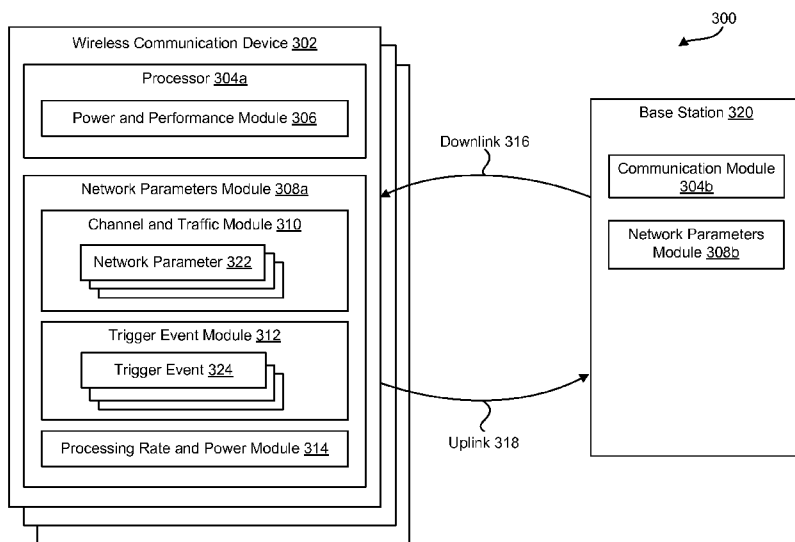 300
Wireless Communication Device 302
Processor 304a
Power and Performance Module 306
Network Parameters Module 308a
Channel and Traffic Module 310
Network Parameter 322
Trigger Event Module 312
Trigger Event 324
Processing Rate and Power Module 314
Downlink 316
Uplink 318
Base Station 320
Communication Module
304b
Network Parameters
Module 308b